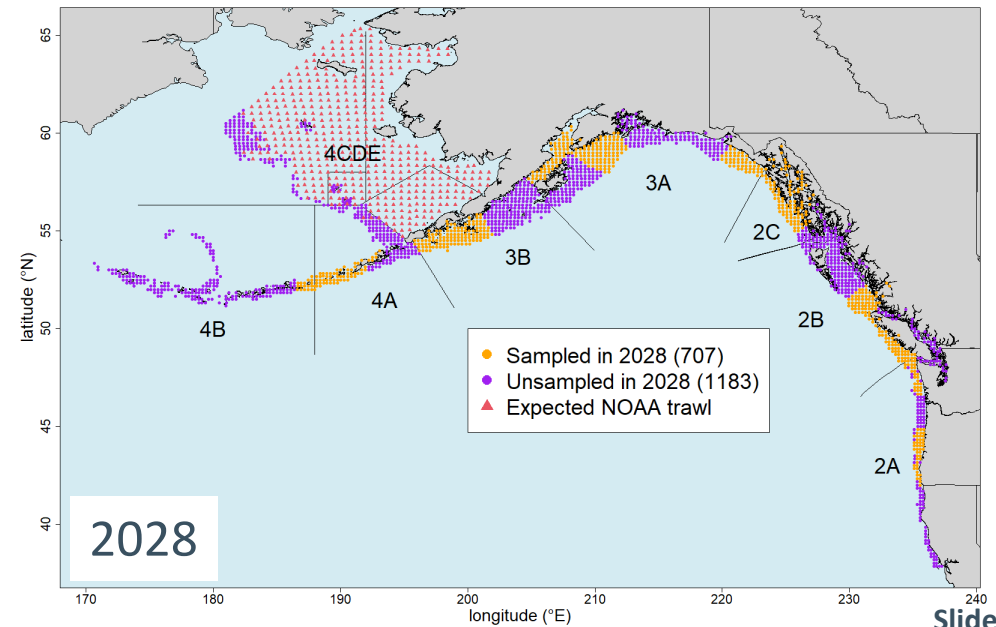 65
60
55
50
45
40
latitude (°N)
4CDE
3A
2C
3B
4A
4B
2B
2A
Sampled in 2028 (707)
Unsampled in 2028 (1183)
Expected NOAA trawl
2028
170
180
190
200
210
220
230
240
longitude (°E)
Slide